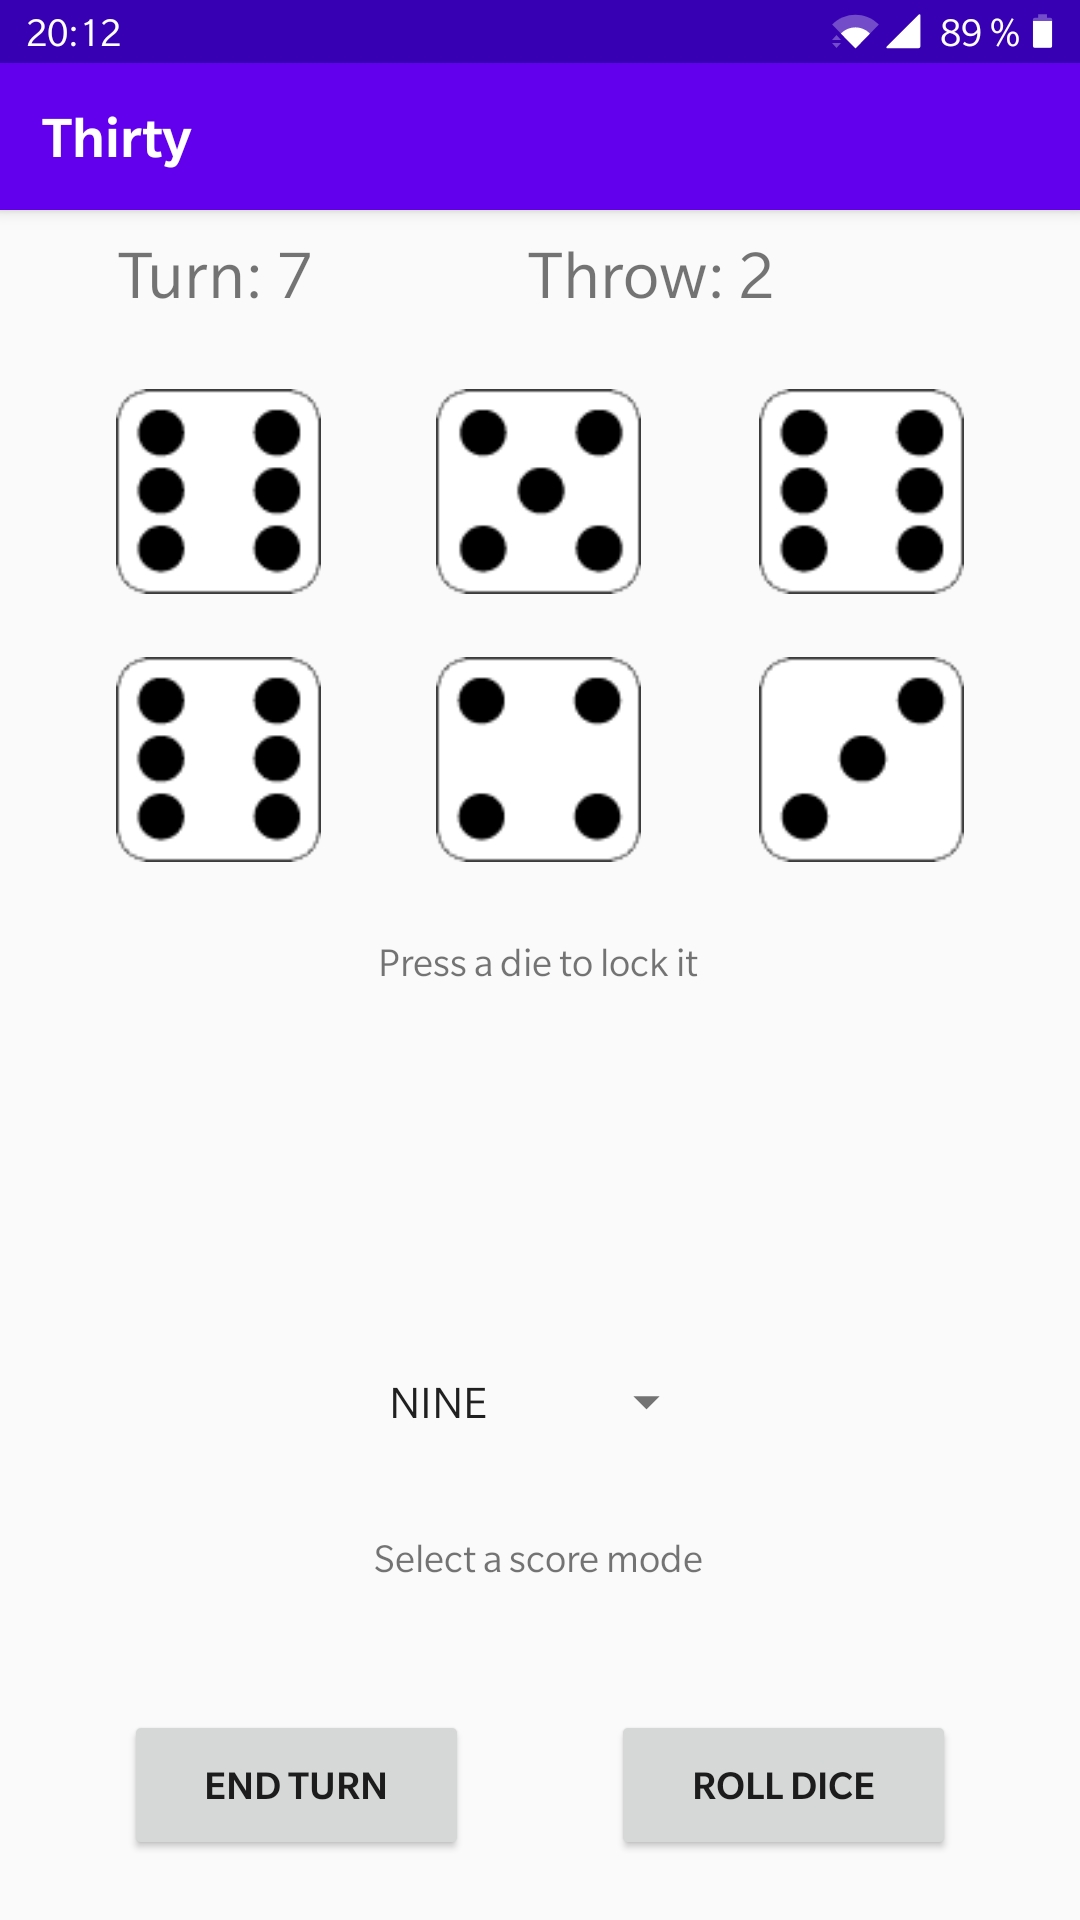 20:12 89 %
Thirty
Turn: 7 Throw: 2
Press a die to lock it
NINE
Select a score mode
END TURN ROLL DICE